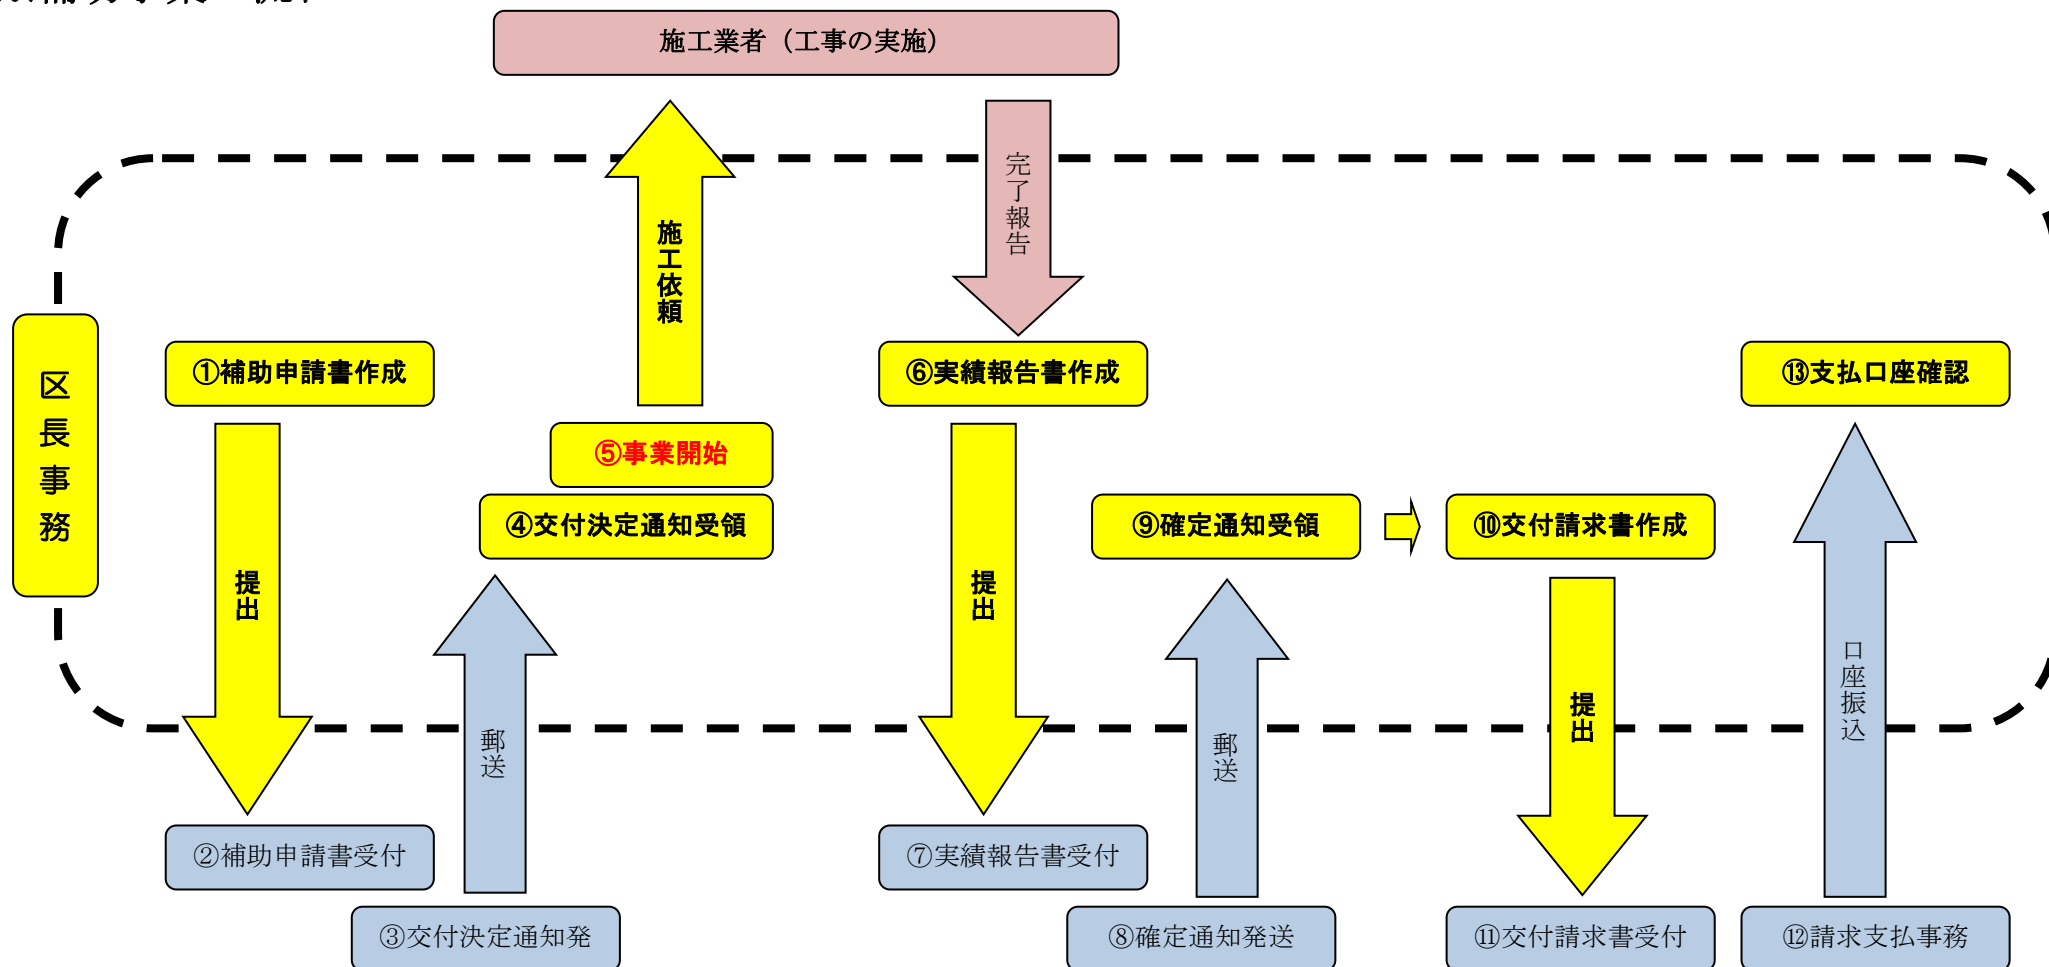 補助事業
施工業者（工事の実施）
完了報告
施工依頼
区長事務
①補助申請書作成
⑥実績報告書作成
⑬支払口座確認
⑤事業開始
④交付決定通知受領
⑨確定通知受領
⑩交付請求書作成
提出
提出
提出
口座振込
郵送
郵送
②補助申請書受付
⑦実績報告書受付
③交付決定通知発
⑧確定通知発送
⑪交付請求書受付
⑫請求支払事務